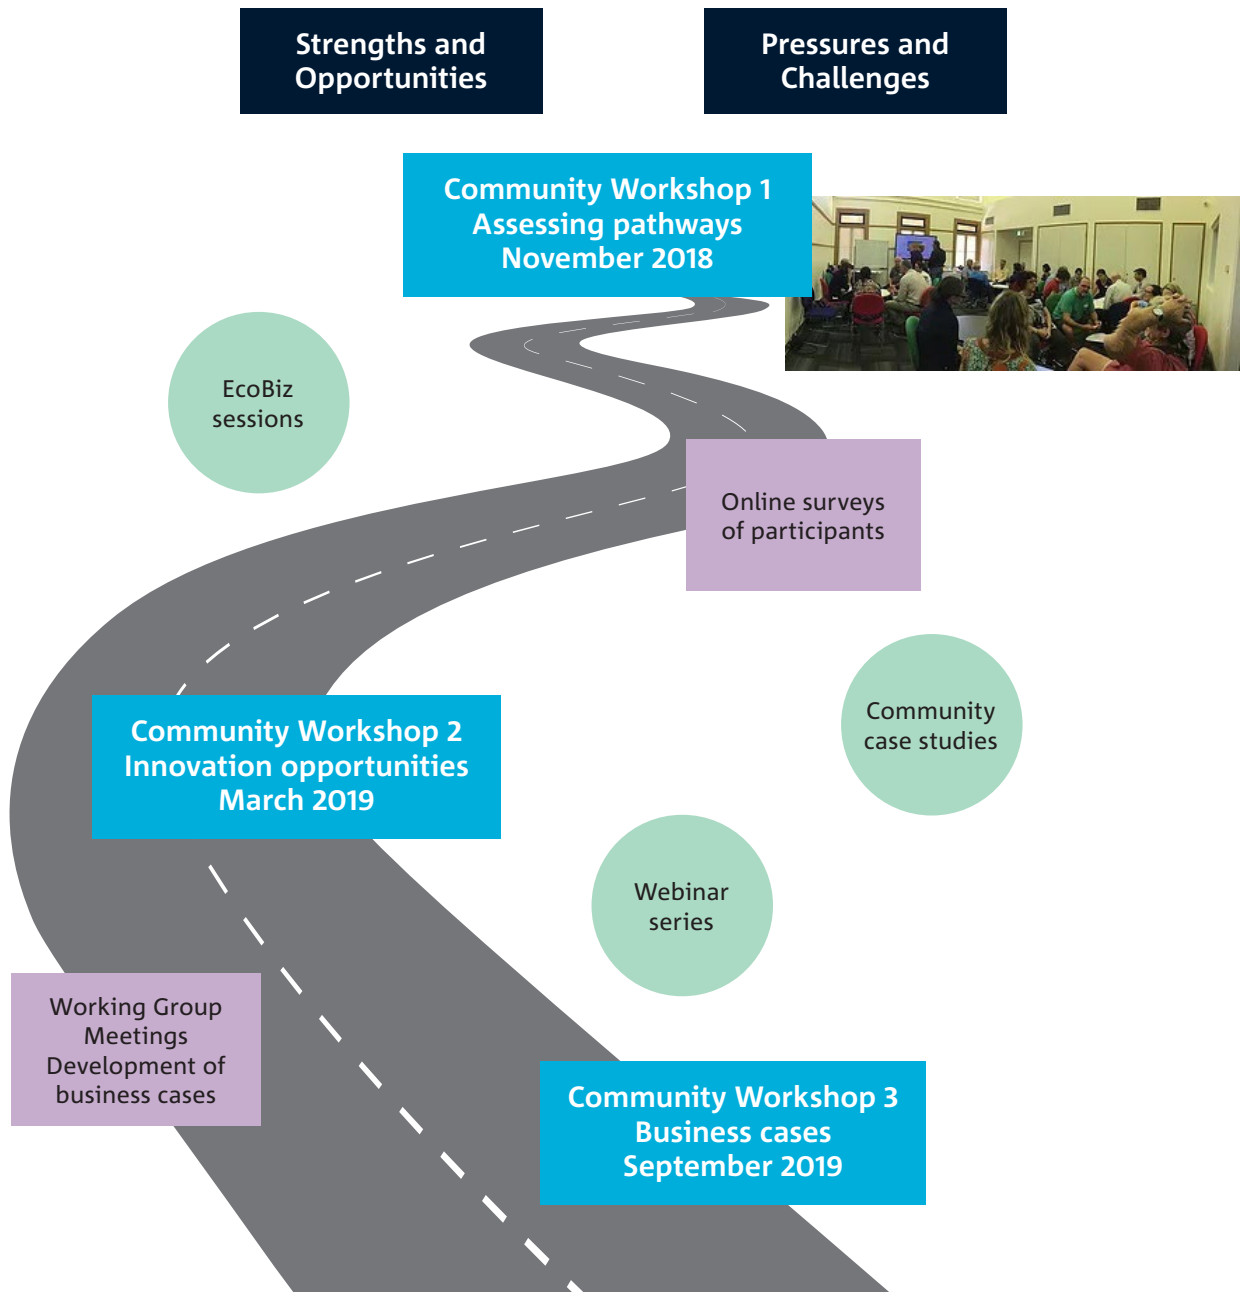 Strengths and
Opportunities
Pressures and
Challenges
Community Workshop 1
Assessing pathways
November 2018
EcoBiz
sessions
Online surveys
of participants
Community
case studies
Community Workshop 2
Innovation opportunities
March 2019
Webinar
series
Working Group
Meetings
Development of
business cases
Community Workshop 3
Business cases
September 2019